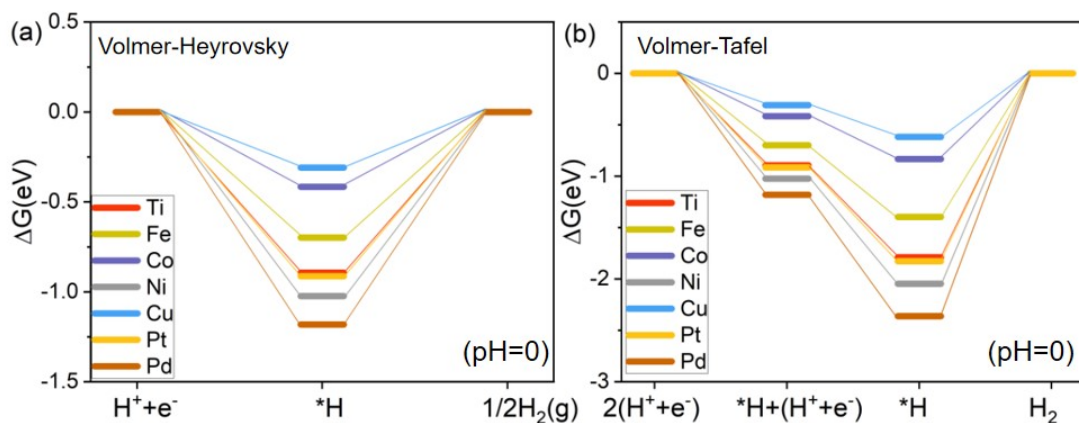 (a)
Volmer-Heyrovsky
ΔG(eV)
0.5
0.0
-0.5
-1.0
-1.5
Ti
Fe
Co
Ni
Cu
Pt
Pd
(pH=0)
H⁺+e⁻
*H
1/2H₂(g)
(b)
Volmer-Tafel
ΔG(eV)
0
-1
-2
-3
Ti
Fe
Co
Ni
Cu
Pt
Pd
(pH=0)
2(H⁺+e⁻)
*H+(H⁺+e⁻)
*H
H₂